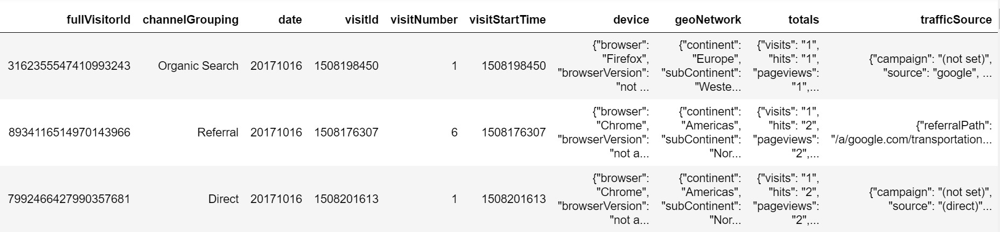 fullVisitorId channelGrouping date visitId visitNumber visitStartTime device geoNetwork totals trafficSource
3162355547410993243 Organic Search 20171016 1508198450 1 1508198450 {"browser": "Firefox", "browserVersion": "not ... {"continent": "Europe", "subContinent": "Weste... {"visits": "1", "hits": "1", "pageviews": "1",... {"campaign": "(not set)", "source": "google", ...
8934116514970143966 Referral 20171016 1508176307 6 1508176307 {"browser": "Chrome", "browserVersion": "not a... {"continent": "Americas", "subContinent": "Nor... {"visits": "1", "hits": "2", "pageviews": "2",... {"referralPath": "/a/google.com/transportation...
7992466427990357681 Direct 20171016 1508201613 1 1508201613 {"browser": "Chrome", "browserVersion": "not a... {"continent": "Americas", "subContinent": "Nor... {"visits": "1", "hits": "2", "pageviews": "2",... {"campaign": "(not set)", "source": "(direct)"...